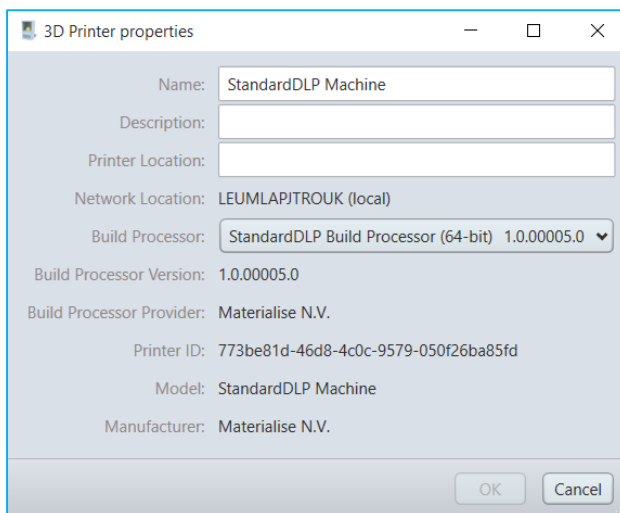 3D Printer properties
Name: StandardDLP Machine
Description:
Printer Location:
Network Location: LEUMLAPJTROUK (local)
Build Processor: StandardDLP Build Processor (64-bit) 1.0.00005.0
Build Processor Version: 1.0.00005.0
Build Processor Provider: Materialise N.V.
Printer ID: 773be81d-46d8-4c0c-9579-050f26ba85fd
Model: StandardDLP Machine
Manufacturer: Materialise N.V.
OK Cancel